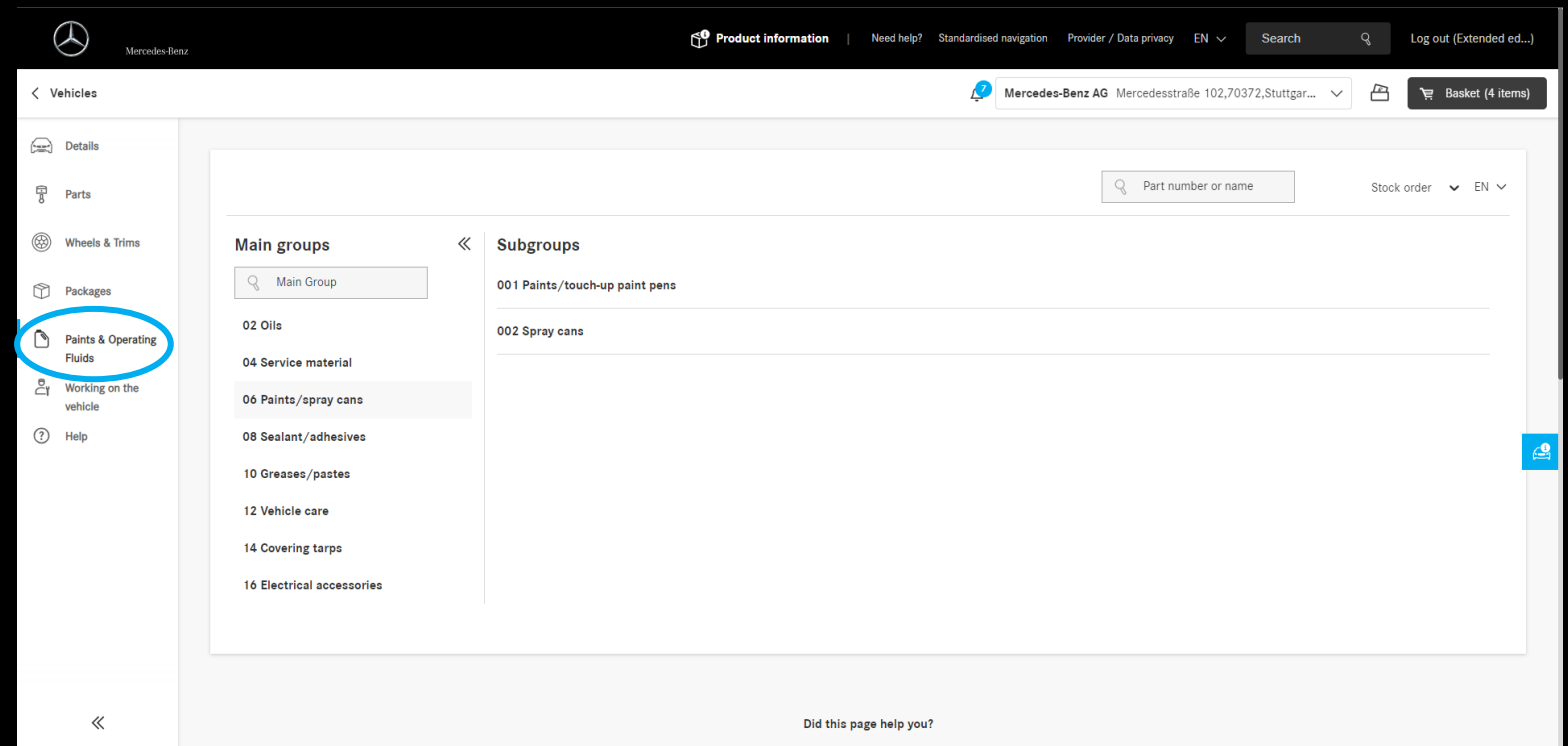 Mercedes-Benz
Product information | Need help? Standardised navigation Provider / Data privacy EN Search Log out (Extended ed...)
Vehicles
7 Mercedes-Benz AG Mercedesstraße 102,70372,Stuttgar... Basket (4 items)
Details
Parts
Wheels & Trims
Packages
Paints & Operating
Fluids
Working on the
vehicle
Help
Part number or name Stock order EN
Main groups
Main Group
02 Oils
04 Service material
06 Paints/spray cans
08 Sealant/adhesives
10 Greases/pastes
12 Vehicle care
14 Covering tarps
16 Electrical accessories
Subgroups
001 Paints/touch-up paint pens
002 Spray cans
Did this page help you?